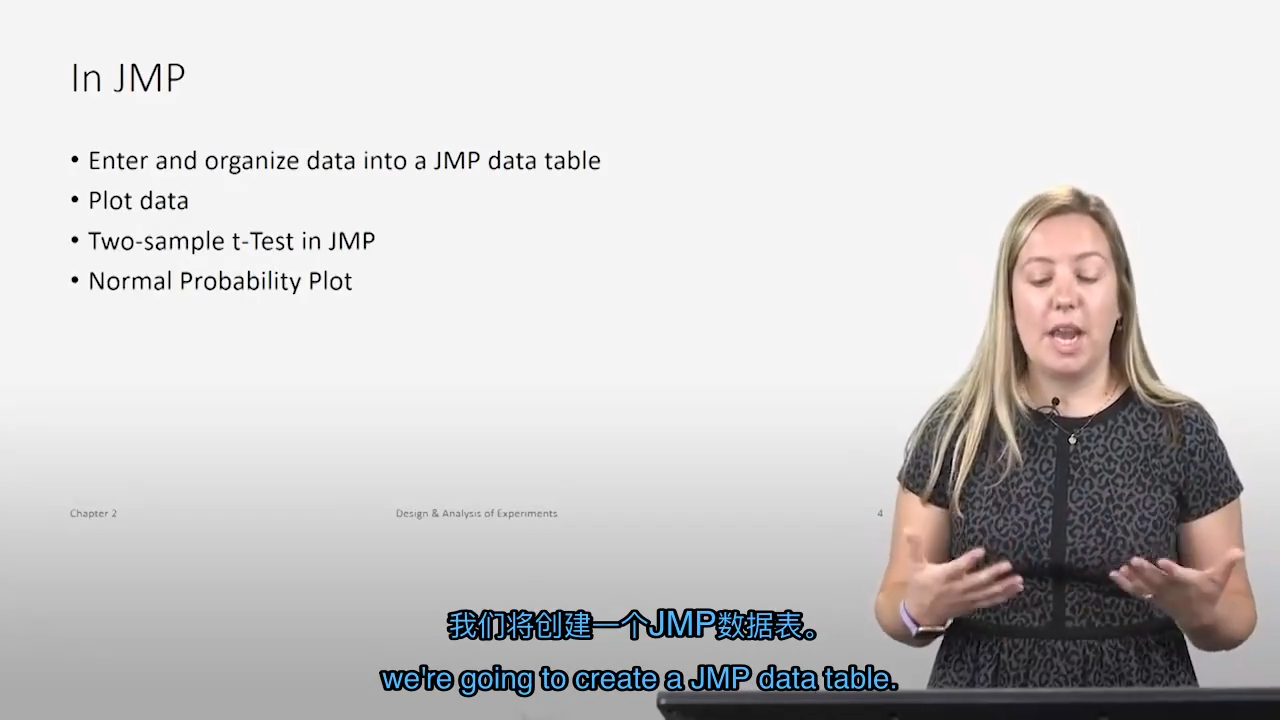 In JMP
• Enter and organize data into a JMP data table
• Plot data
• Two-sample t-Test in JMP
• Normal Probability Plot
Chapter 2
Design & Analysis of Experiments
4
我们将创建一个JMP数据表。
we're going to create a JMP data table.